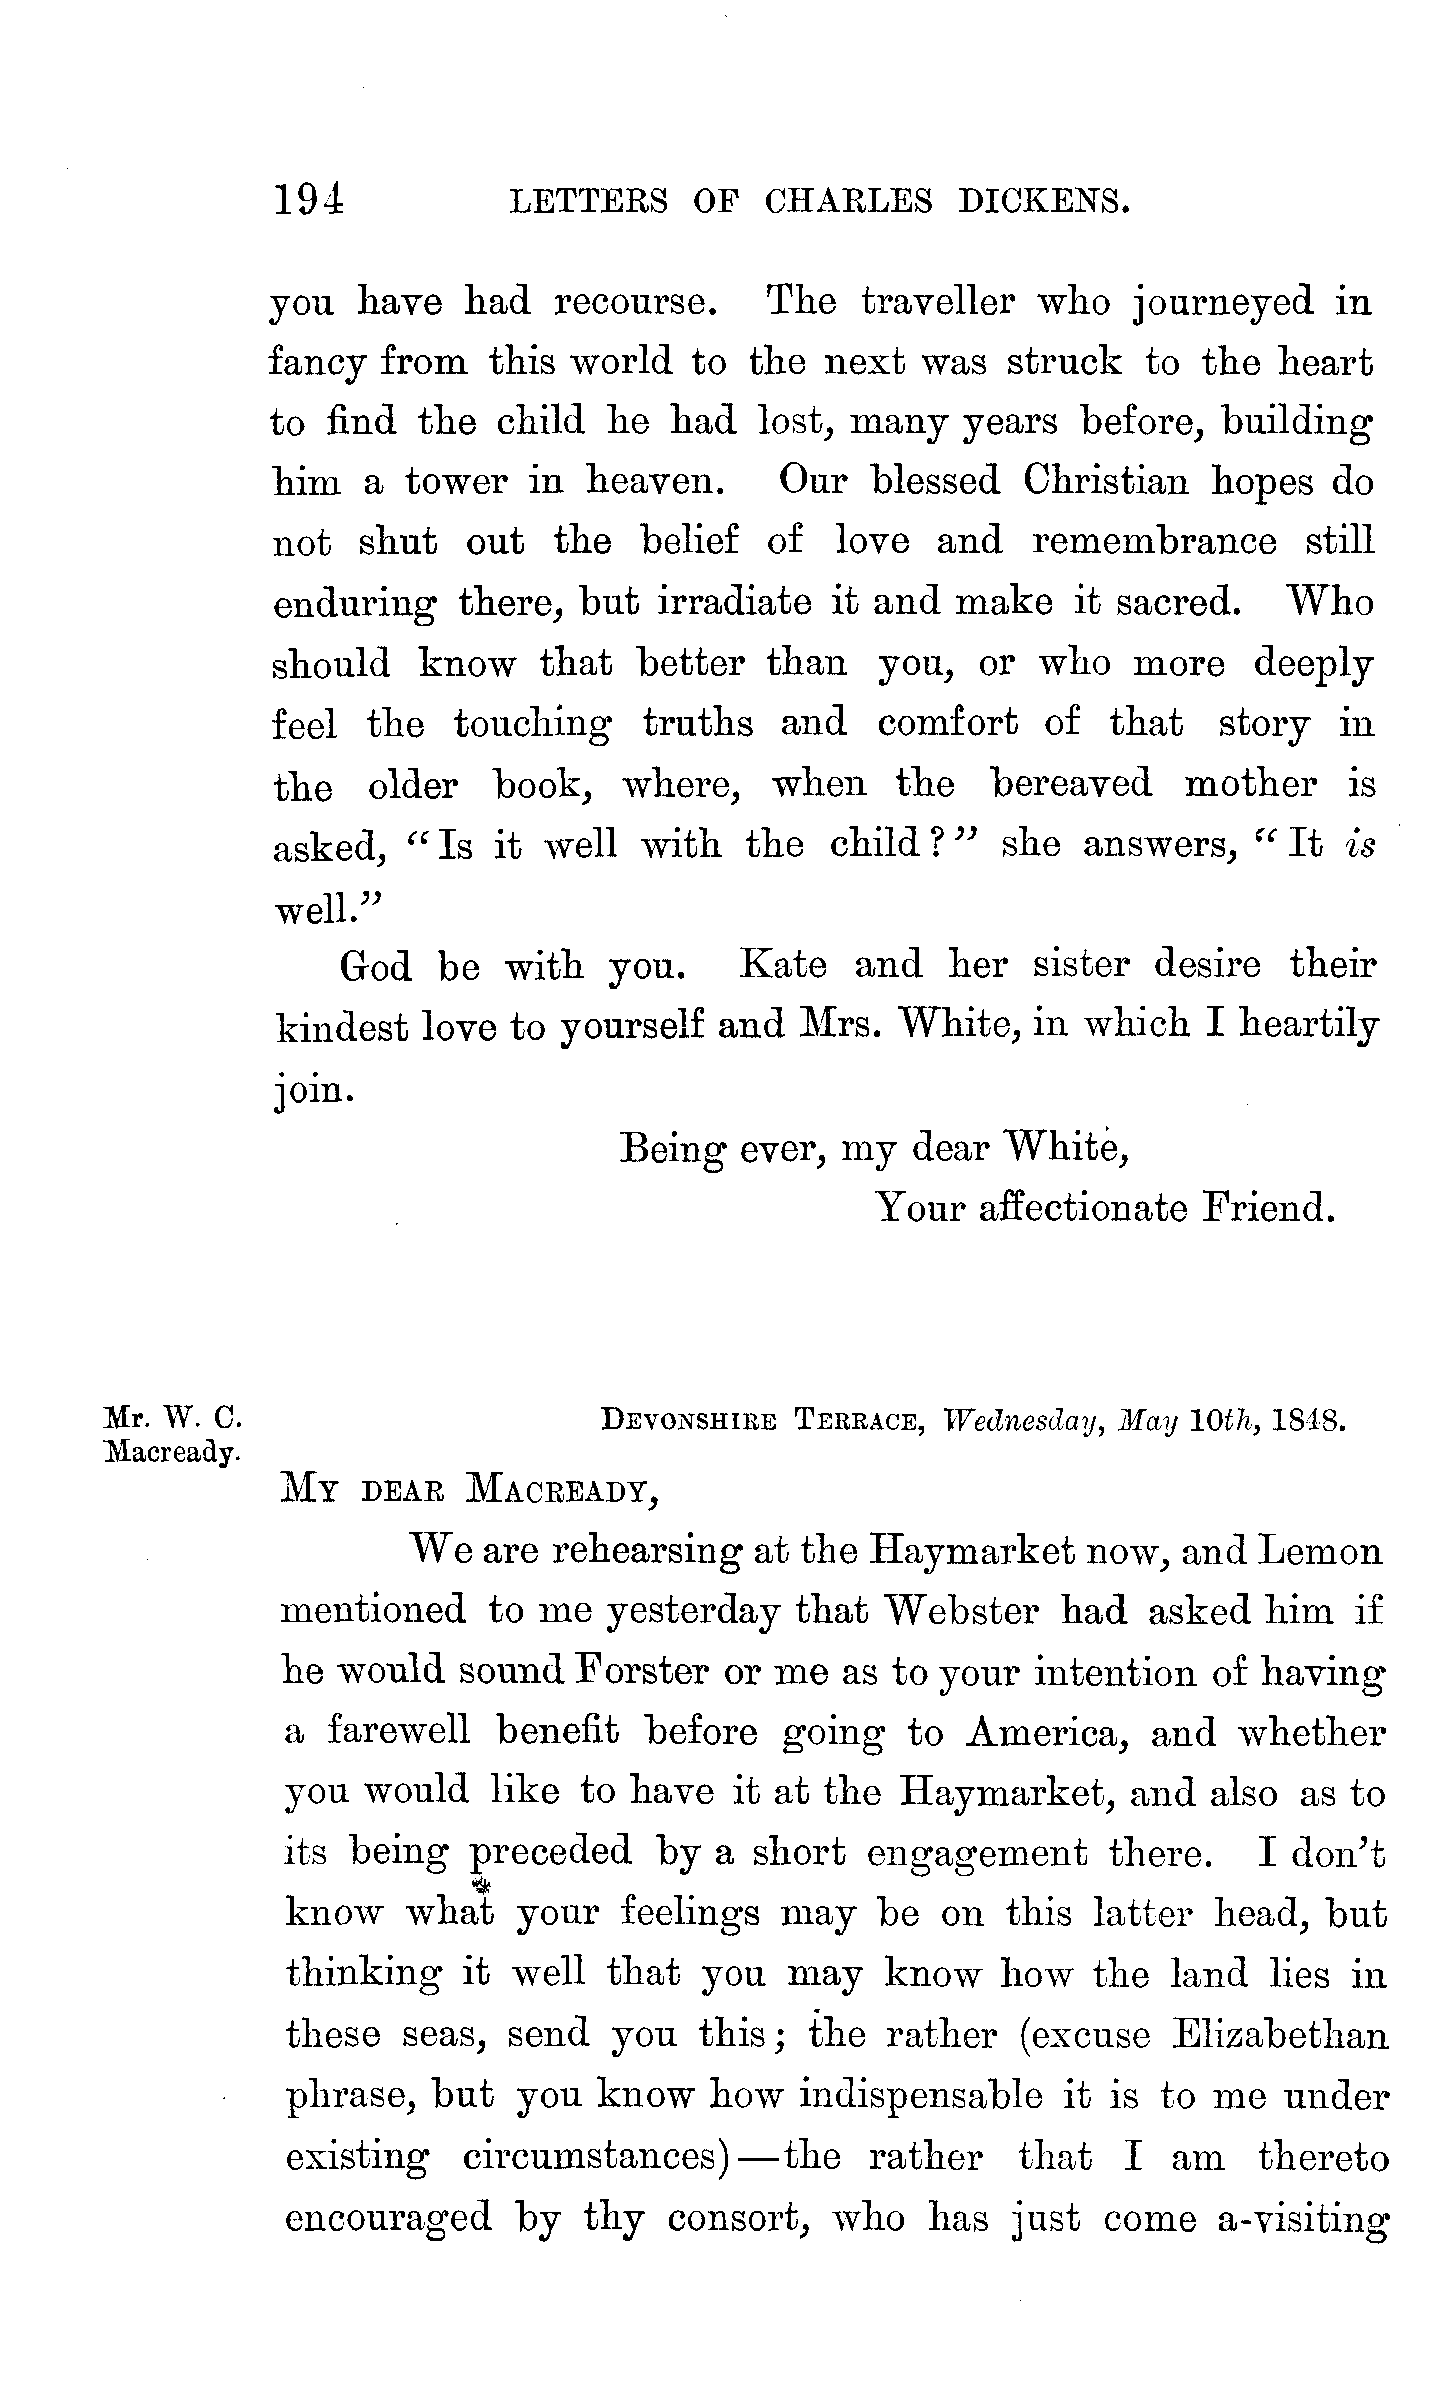 194 LETTERS OF CHARLES DICKENS.
you have had recourse. The traveller who journeyed in
fancy from this world to the next was struck to the heart
to find the child he had lost, many years before, building
him a tower in heaven. Our blessed Christian hopes do
not shut out the belief of love and remembrance still
enduring there, but irradiate it and make it sacred. Who
should know that better than you, or who more deeply
feel the touching truths and comfort of that story in
the older book, where, when the bereaved mother is
asked, “Is it well with the child?” she answers, “It is
well.”
God be with you. Kate and her sister desire their
kindest love to yourself and Mrs. White, in which I heartily
join.
Being ever, my dear White,
Your affectionate Friend.
Mr. W. C.
Macready.
DEVONSHIRE TERRACE, Wednesday, May 10th, 1848.
MY DEAR MACREADY,
We are rehearsing at the Haymarket now, and Lemon
mentioned to me yesterday that Webster had asked him if
he would sound Forster or me as to your intention of having
a farewell benefit before going to America, and whether
you would like to have it at the Haymarket, and also as to
its being preceded by a short engagement there. I don’t
know what your feelings may be on this latter head, but
thinking it well that you may know how the land lies in
these seas, send you this; the rather (excuse Elizabethan
phrase, but you know how indispensable it is to me under
existing circumstances)—the rather that I am thereto
encouraged by thy consort, who has just come a-visiting